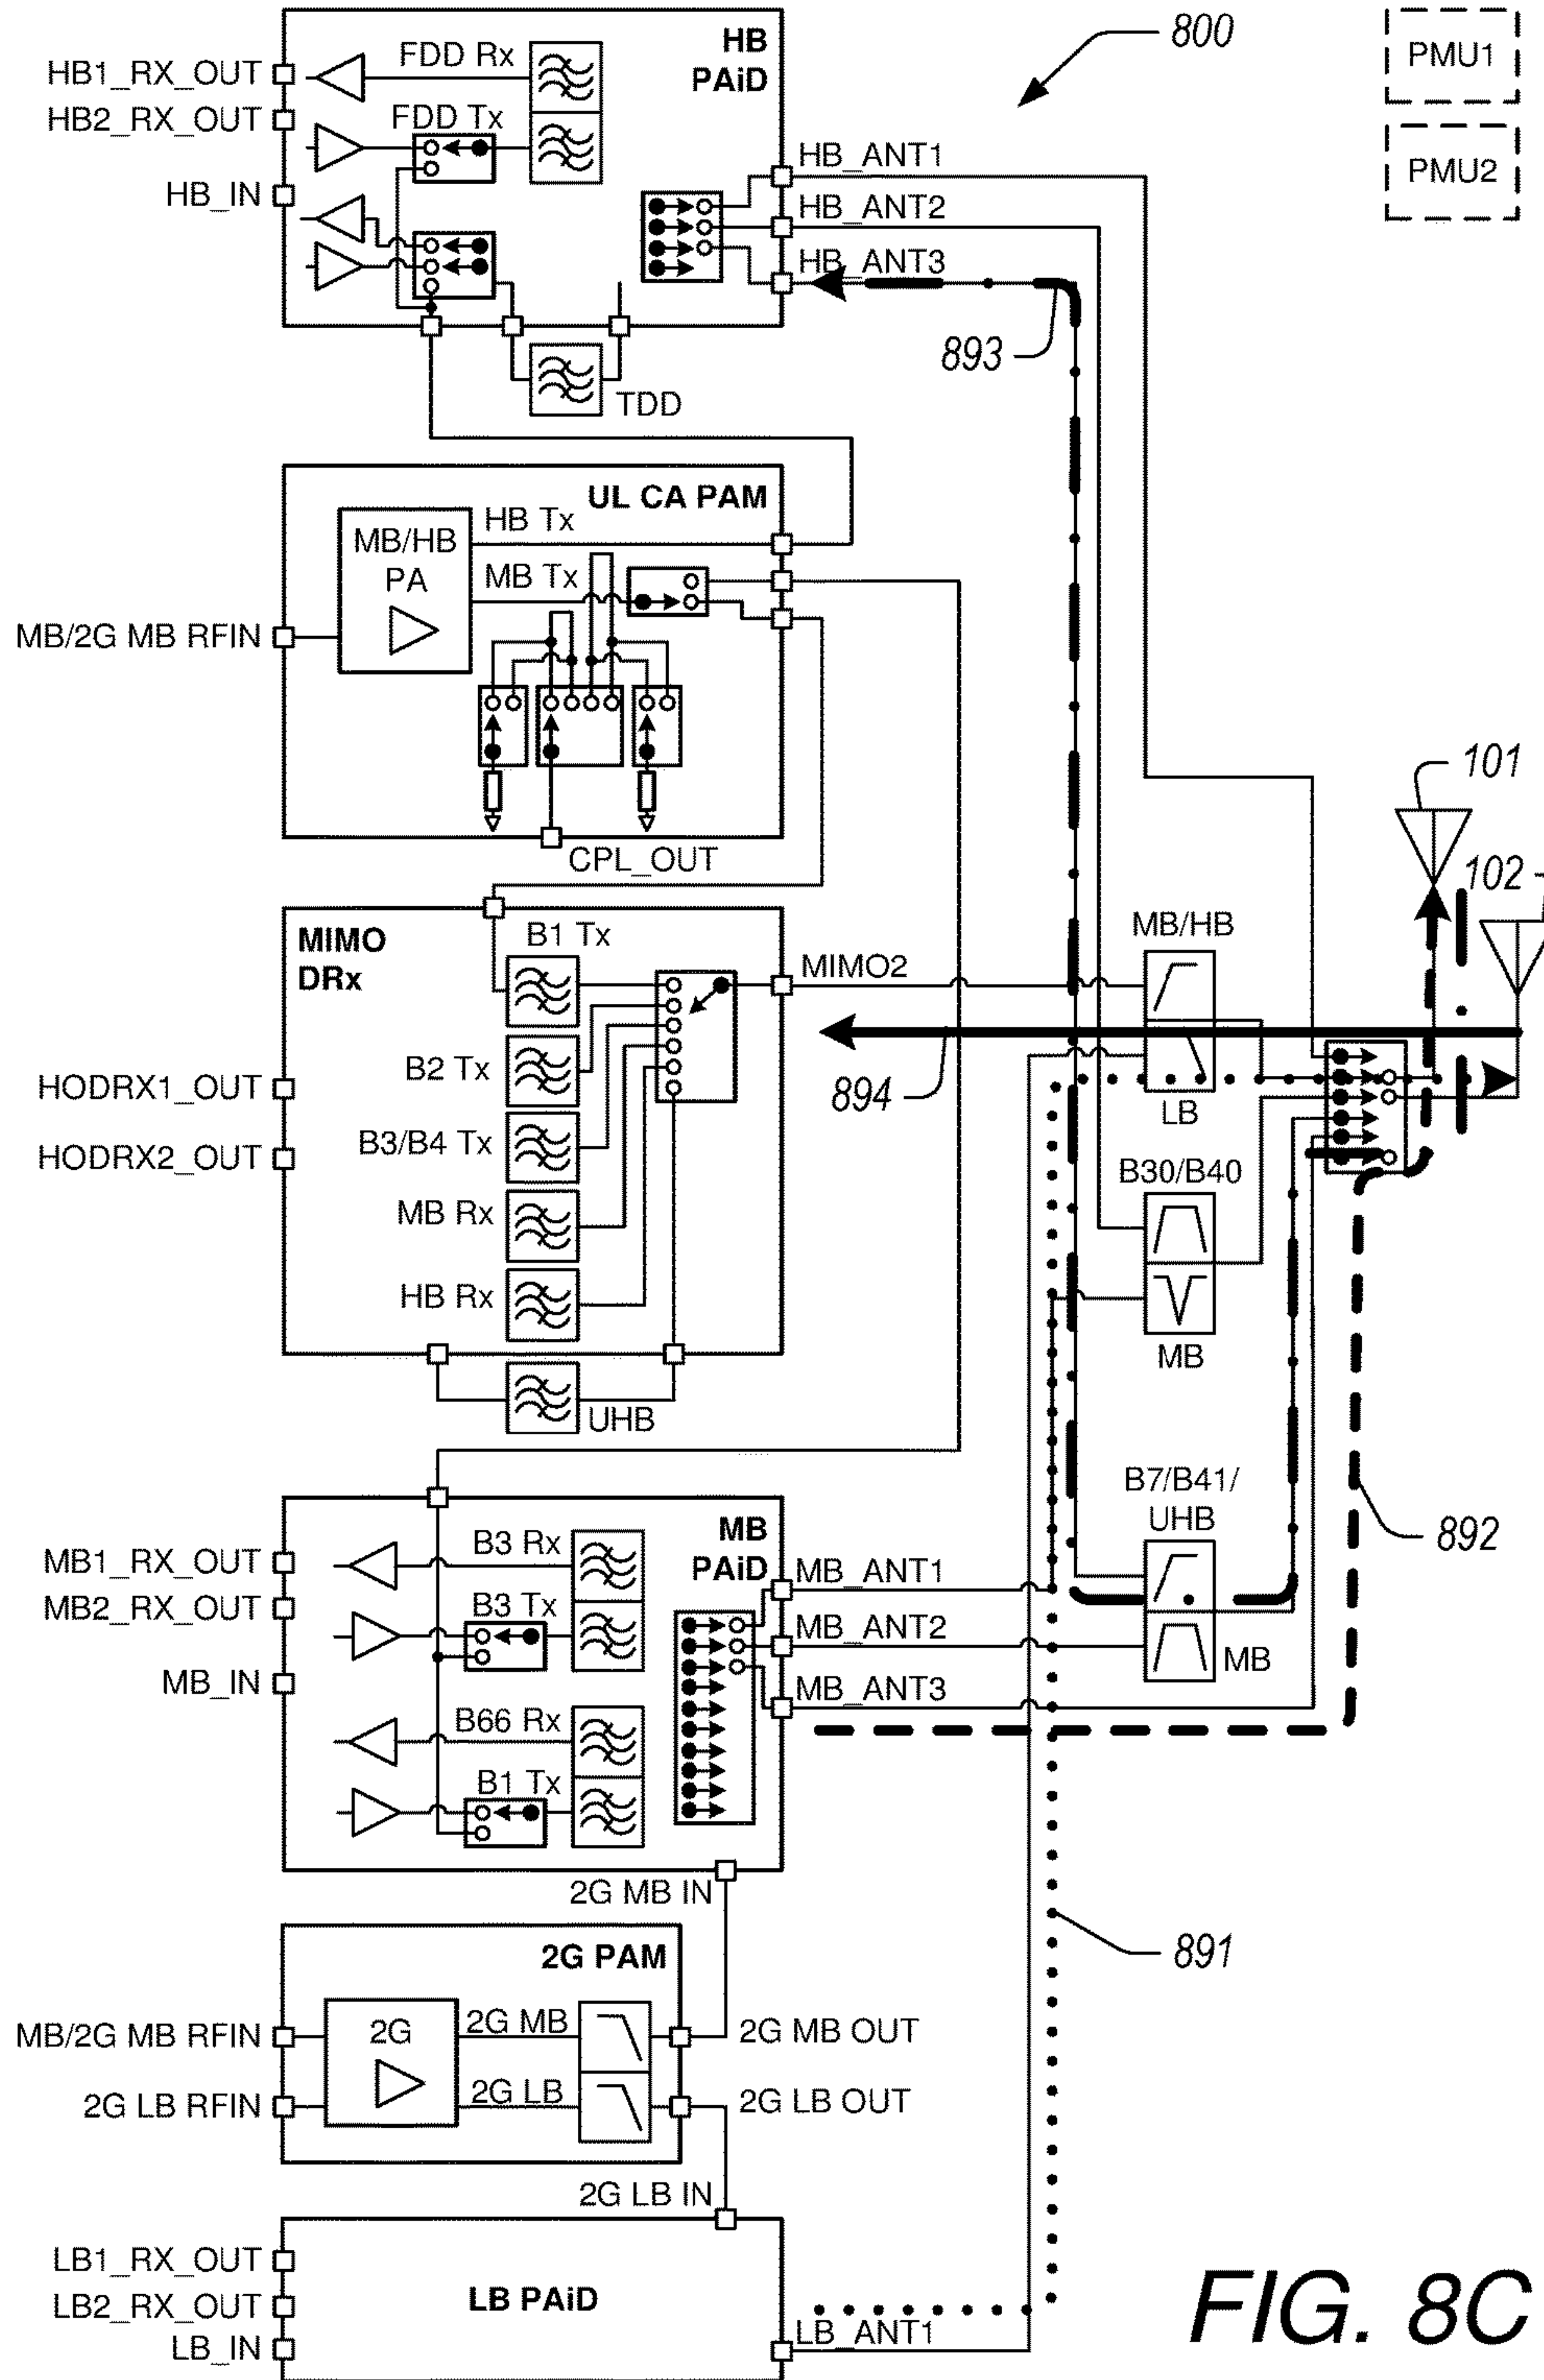 800
PMU1
PMU2
HB
PAiD
FDD Rx
FDD Tx
HB1_RX_OUT
HB2_RX_OUT
HB_IN
HB_ANT1
HB_ANT2
HB_ANT3
893
TDD
UL CA PAM
MB/HB
PA
HB Tx
MB Tx
MB/2G MB RFIN
CPL_OUT
101
102
MIMO
DRx
B1 Tx
B2 Tx
B3/B4 Tx
MB Rx
HB Rx
UHB
MIMO2
HODRX1_OUT
HODRX2_OUT
894
MB/HB
LB
B30/B40
MB
B7/B41/
UHB
MB
892
MB
PAiD
B3 Rx
B3 Tx
B66 Rx
B1 Tx
MB1_RX_OUT
MB2_RX_OUT
MB_IN
MB_ANT1
MB_ANT2
MB_ANT3
2G MB IN
891
2G PAM
2G
2G MB
2G LB
MB/2G MB RFIN
2G LB RFIN
2G MB OUT
2G LB OUT
2G LB IN
LB PAiD
LB1_RX_OUT
LB2_RX_OUT
LB_IN
LB_ANT1
FIG. 8C